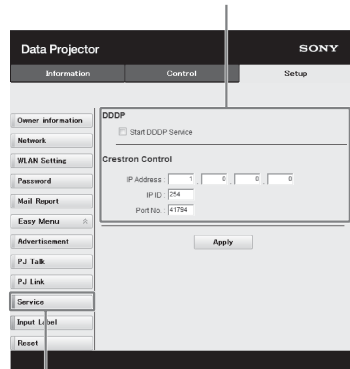 Data Projector
SONY
Information Control Setup
Owner information
Network
WLAN Setting
Password
Mail Report
Easy Menu
Advertisement
PJ Talk
PJ Link
Service
Input Label
Reset
DDDP
Start DDDP Service
Crestron Control
IP Address : 1 . 0 . 0 . 0
IP ID : 254
Port No. : 41794
Apply